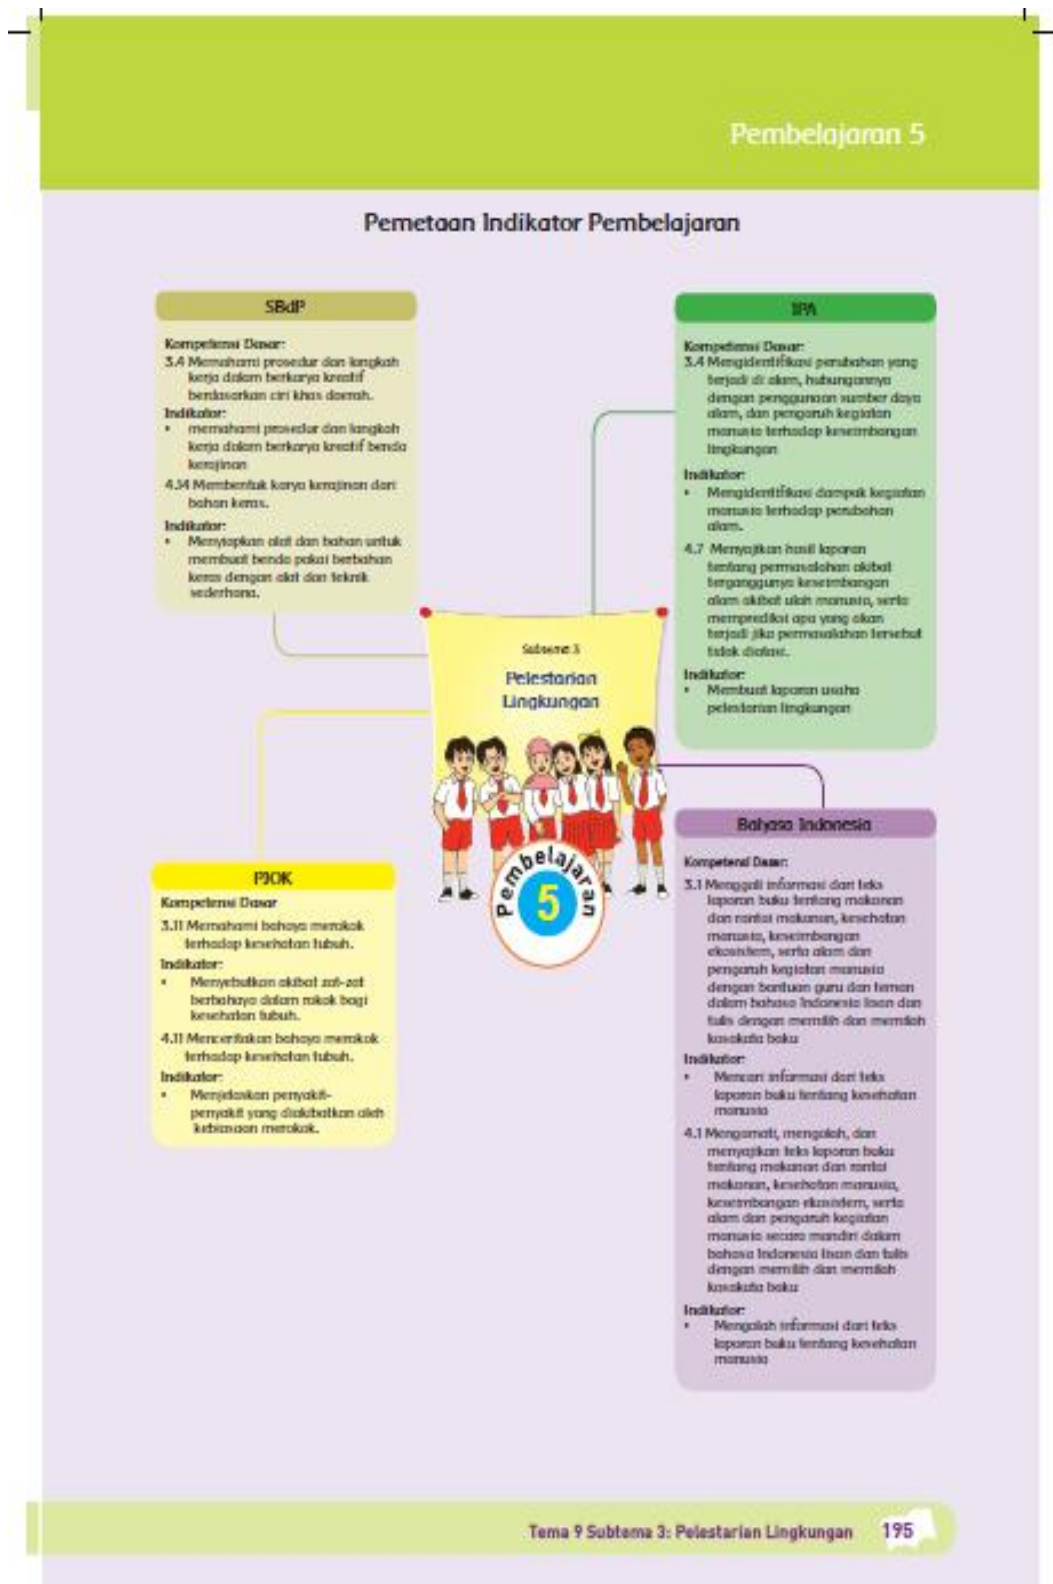 Pembelajaran 5
Pemetaan Indikator Pembelajaran
SBdP
Kompetensi Dasar:
3.4 Memahami prosedur dan langkah
kerja dalam berkarya kreatif
berdasarkan ciri khas daerah.
Indikator:
• memahami prosedur dan langkah
kerja dalam berkarya kreatif benda
kerajinan
4.14 Membentuk karya kerajinan dari
bahan keras.
Indikator:
• Menyiapkan alat dan bahan untuk
membuat benda pakai berbahan
keras dengan alat dan teknik
sederhana.
IPA
Kompetensi Dasar:
3.4 Mengidentifikasi perubahan yang
terjadi di alam, hubungannya
dengan penggunaan sumber daya
alam, dan pengaruh kegiatan
manusia terhadap keseimbangan
lingkungan
Indikator:
• Mengidentifikasi dampak kegiatan
manusia terhadap perubahan
alam.
4.7 Menyajikan hasil laporan
tentang permasalahan akibat
terganggunya keseimbangan
alam akibat ulah manusia, serta
memprediksi apa yang akan
terjadi jika permasalahan tersebut
tidak diatasi.
Indikator:
• Membuat laporan usaha
pelestarian lingkungan
Subtema 3
Pelestarian
Lingkungan
Pembelajaran
5
PJOK
Kompetensi Dasar
3.11 Memahami bahaya merokok
terhadap kesehatan tubuh.
Indikator:
• Menyebutkan akibat zat-zat
berbahaya dalam rokok bagi
kesehatan tubuh.
4.11 Menceritakan bahaya merokok
terhadap kesehatan tubuh.
Indikator:
• Menjelaskan penyakit-
penyakit yang diakibatkan oleh
kebiasaan merokok.
Bahasa Indonesia
Kompetensi Dasar:
3.1 Menggali informasi dari teks
laporan buku tentang makanan
dan rantai makanan, kesehatan
manusia, keseimbangan
ekosistem, serta alam dan
pengaruh kegiatan manusia
dengan bantuan guru dan teman
dalam bahasa Indonesia lisan dan
tulis dengan memilih dan memilah
kosakata baku
Indikator:
• Mencari informasi dari teks
laporan buku tentang kesehatan
manusia
4.1 Mengamati, mengolah, dan
menyajikan teks laporan buku
tentang makanan dan rantai
makanan, kesehatan manusia,
keseimbangan ekosistem, serta
alam dan pengaruh kegiatan
manusia secara mandiri dalam
bahasa Indonesia lisan dan tulis
dengan memilih dan memilah
kosakata baku
Indikator:
• Mengolah informasi dari teks
laporan buku tentang kesehatan
manusia
Tema 9 Subtema 3: Pelestarian Lingkungan 195